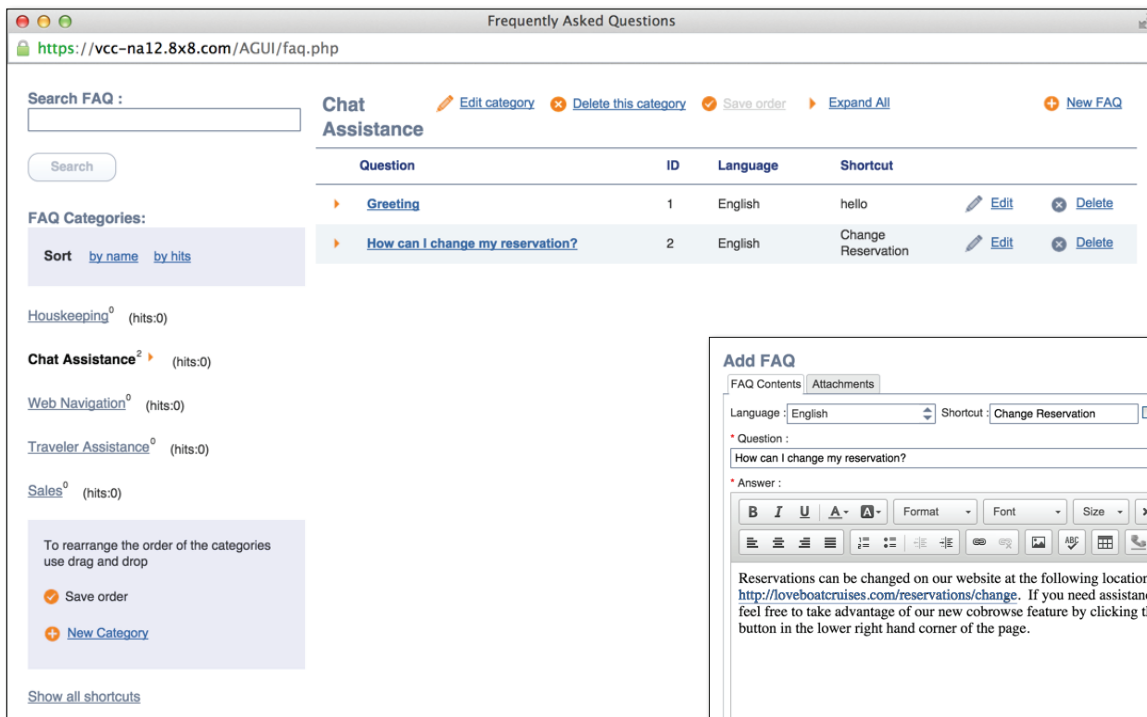 Frequently Asked Questions
https://vcc-na12.8x8.com/AGUI/faq.php
Search FAQ :
Search
FAQ Categories:
Sort by name by hits
Houskeeping0 (hits:0)
Chat Assistance2 (hits:0)
Web Navigation0 (hits:0)
Traveler Assistance0 (hits:0)
Sales0 (hits:0)
To rearrange the order of the categories
use drag and drop
Save order
New Category
Show all shortcuts
Chat
Assistance
Edit category Delete this category Save order Expand All New FAQ
Question ID Language Shortcut
Greeting 1 English hello Edit Delete
How can I change my reservation? 2 English Change
Reservation Edit Delete
Add FAQ
FAQ Contents Attachments
Language : English Shortcut : Change Reservation
* Question :
How can I change my reservation?
* Answer :
B I U A A Format Font Size
ABC
Reservations can be changed on our website at the following location
http://loveboatcruises.com/reservations/change. If you need
feel free to take advantage of our new cobrowse feature by clicking
button in the lower right hand corner of the page.